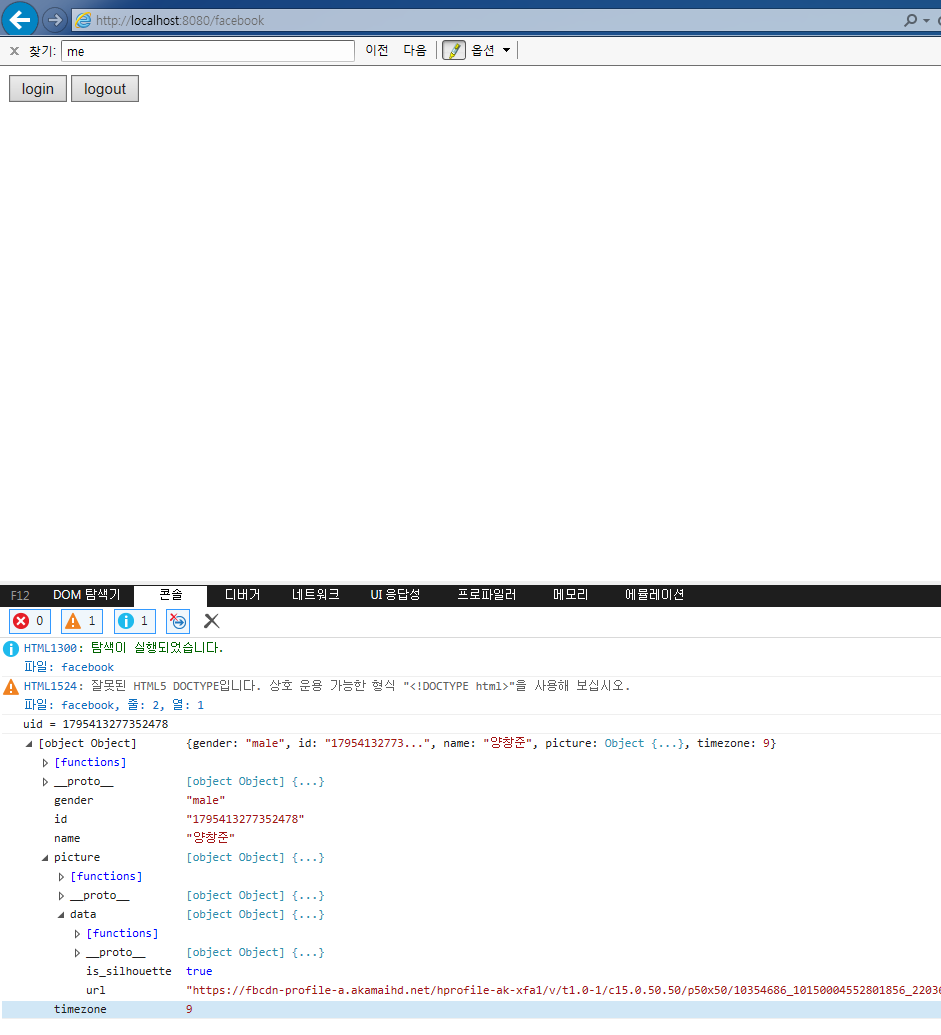 http://localhost:8080/facebook
찾기: me 이전 다음 옵션
login logout
F12 DOM 탐색기 콘솔 디버거 네트워크 UI 응답성 프로파일러 메모리 에뮬레이션
0 1 1
HTML1300: 탐색이 실행되었습니다.
파일: facebook
HTML1524: 잘못된 HTML5 DOCTYPE입니다. 상호 운용 가능한 형식 "<!DOCTYPE html>"을 사용해 보십시오.
파일: facebook, 줄: 2, 열: 1
uid = 1795413277352478
[object Object] {gender: "male", id: "17954132773...", name: "양창준", picture: Object {...}, timezone: 9}
[functions]
__proto__ [object Object] {...}
gender "male"
id "1795413277352478"
name "양창준"
picture [object Object] {...}
[functions]
__proto__ [object Object] {...}
data [object Object] {...}
[functions]
__proto__ [object Object] {...}
is_silhouette true
url "https://fbcdn-profile-a.akamaihd.net/hprofile-ak-xfa1/v/t1.0-1/c15.0.50.50/p50x50/10354686_10150004552801856_2203
timezone 9